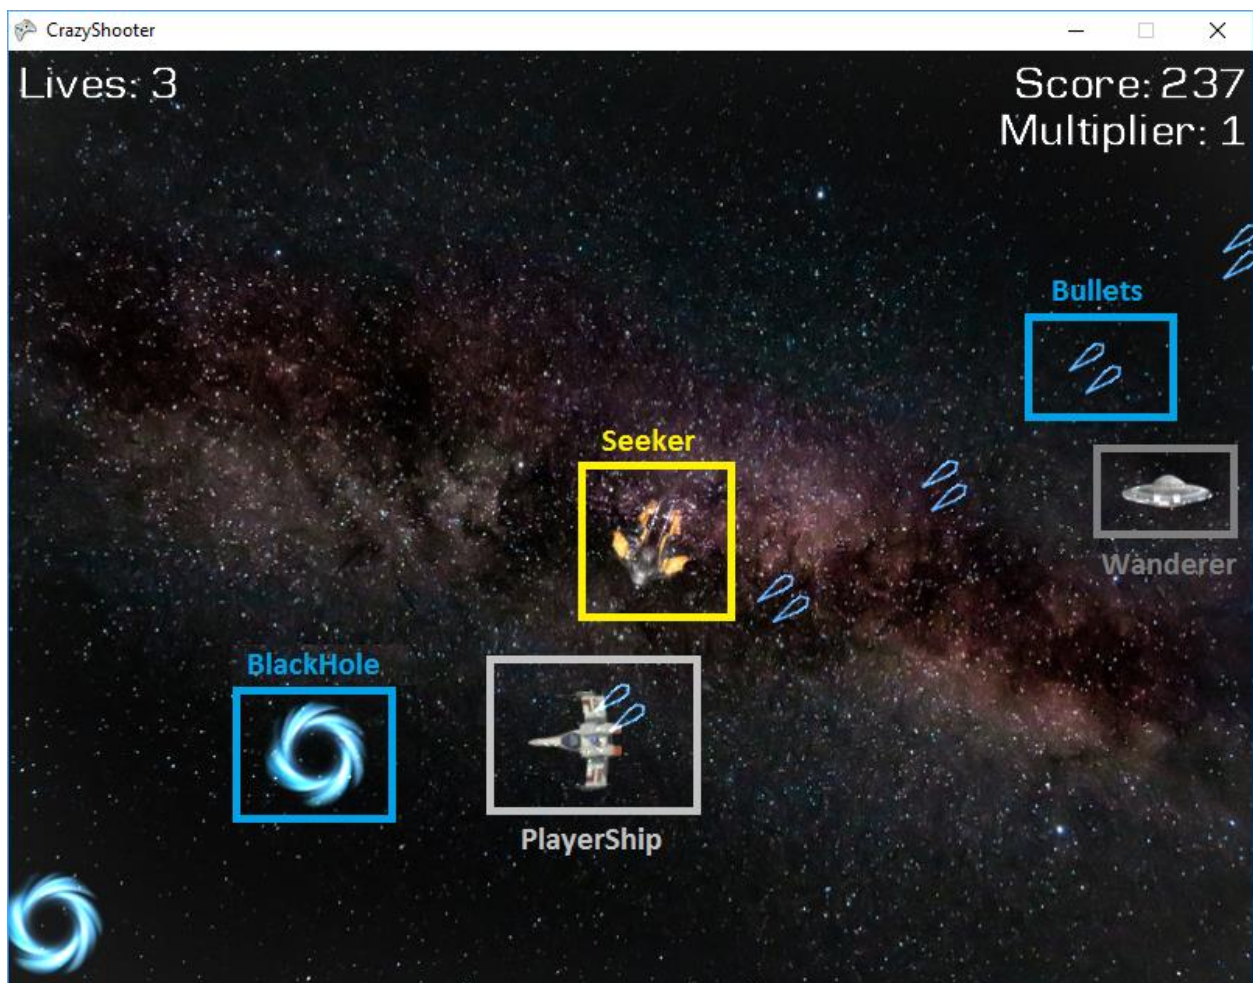 CrazyShooter
Lives: 3
Score: 237
Multiplier: 1
Bullets
Seeker
Wanderer
BlackHole
PlayerShip